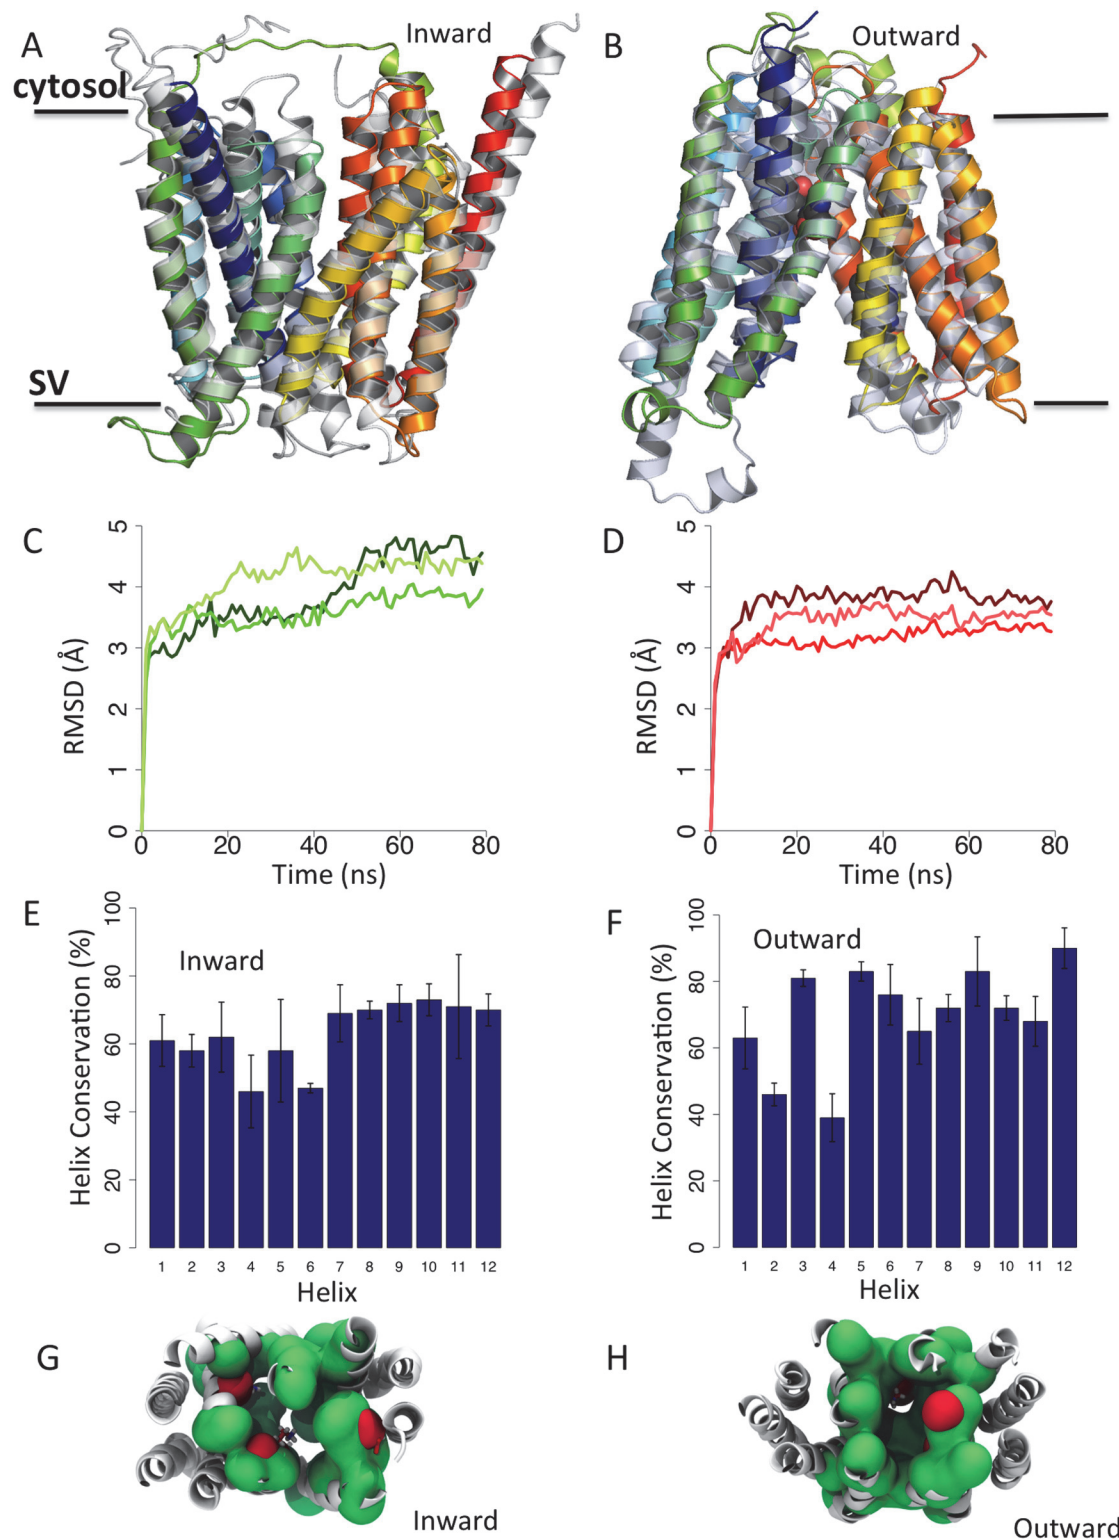 A
Inward
cytosol
SV
B
Outward
C
RMSD (Å)
0 1 2 3 4 5
0 20 40 60 80
Time (ns)
D
RMSD (Å)
0 1 2 3 4 5
0 20 40 60 80
Time (ns)
E
Inward
Helix Conservation (%)
0 20 40 60 80 100
1 2 3 4 5 6 7 8 9 10 11 12
Helix
F
Outward
Helix Conservation (%)
0 20 40 60 80 100
1 2 3 4 5 6 7 8 9 10 11 12
Helix
G
Inward
H
Outward